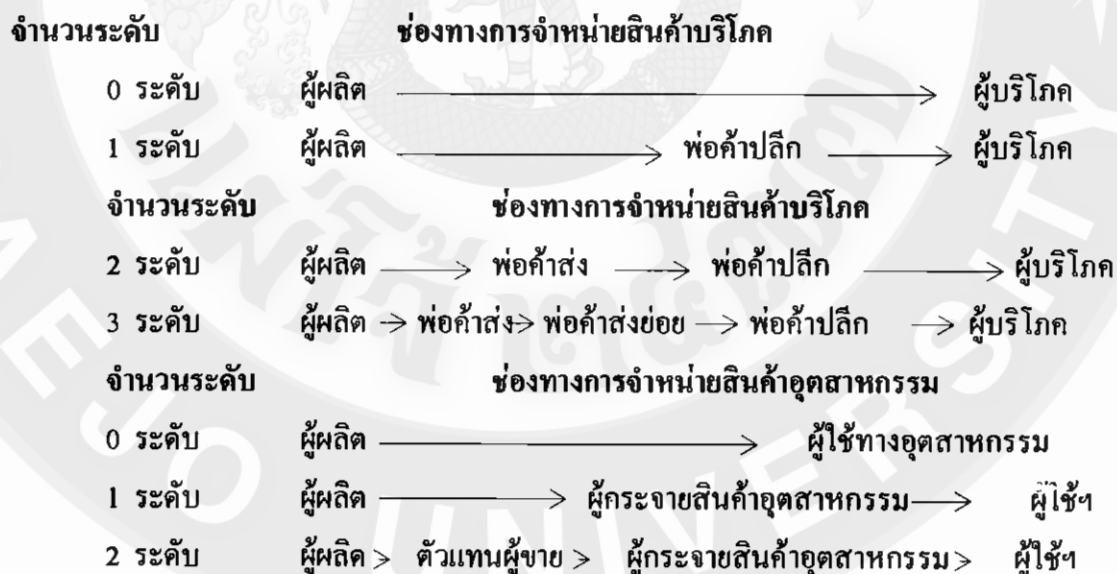 จำนวนระดับ ช่องทางการจำหน่ายสินค้าบริโภค
0 ระดับ ผู้ผลิต ————> ผู้บริโภค
1 ระดับ ผู้ผลิต ————> พ่อค้าปลีก ——> ผู้บริโภค
จำนวนระดับ ช่องทางการจำหน่ายสินค้าบริโภค
2 ระดับ ผู้ผลิต ——> พ่อค้าส่ง ——> พ่อค้าปลีก ——> ผู้บริโภค
3 ระดับ ผู้ผลิต —> พ่อค้าส่ง—> พ่อค้าส่งย่อย —> พ่อค้าปลีก —> ผู้บริโภค
จำนวนระดับ ช่องทางการจำหน่ายสินค้าอุตสาหกรรม
0 ระดับ ผู้ผลิต ————> ผู้ใช้ทางอุตสาหกรรม
1 ระดับ ผู้ผลิต ———> ผู้กระจายสินค้าอุตสาหกรรม—> ผู้ใช้ฯ
2 ระดับ ผู้ผลิต > ตัวแทนผู้ขาย > ผู้กระจายสินค้าอุตสาหกรรม> ผู้ใช้ฯ